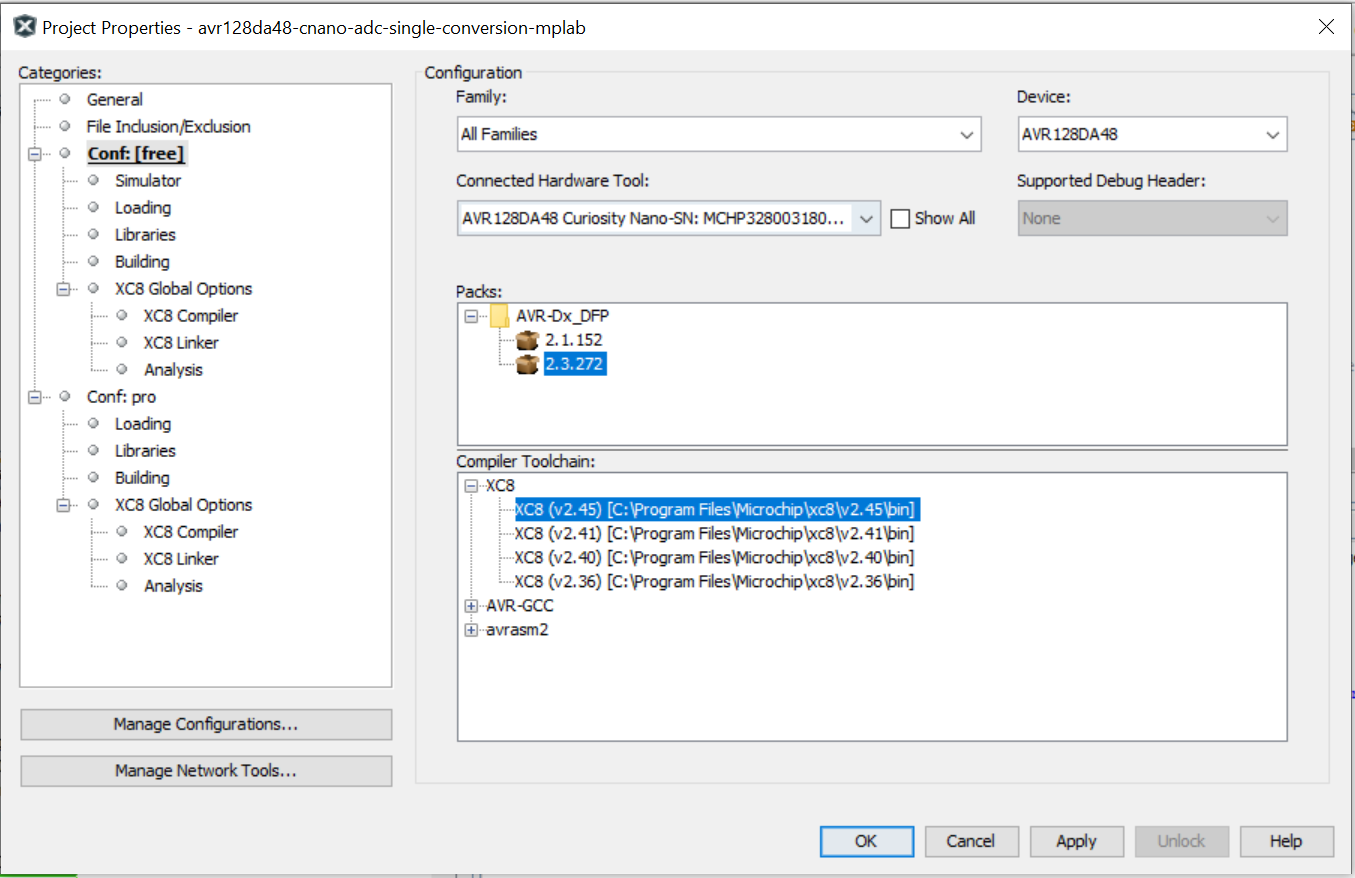 Project Properties - avr128da48-cnano-adc-single-conversion-mplab
Categories:
General
File Inclusion/Exclusion
Conf: [free]
Simulator
Loading
Libraries
Building
XC8 Global Options
XC8 Compiler
XC8 Linker
Analysis
Conf: pro
Loading
Libraries
Building
XC8 Global Options
XC8 Compiler
XC8 Linker
Analysis
Manage Configurations...
Manage Network Tools...
Configuration
Family:
Device:
All Families
AVR128DA48
Connected Hardware Tool:
Supported Debug Header:
AVR128DA48 Curiosity Nano-SN: MCHP328003180...
Show All
None
Packs:
AVR-Dx_DFP
2.1.152
2.3.272
Compiler Toolchain:
XC8
XC8 (v2.45) [C:\Program Files\Microchip\xc8\v2.45\bin]
XC8 (v2.41) [C:\Program Files\Microchip\xc8\v2.41\bin]
XC8 (v2.40) [C:\Program Files\Microchip\xc8\v2.40\bin]
XC8 (v2.36) [C:\Program Files\Microchip\xc8\v2.36\bin]
AVR-GCC
avrasm2
OK
Cancel
Apply
Unlock
Help